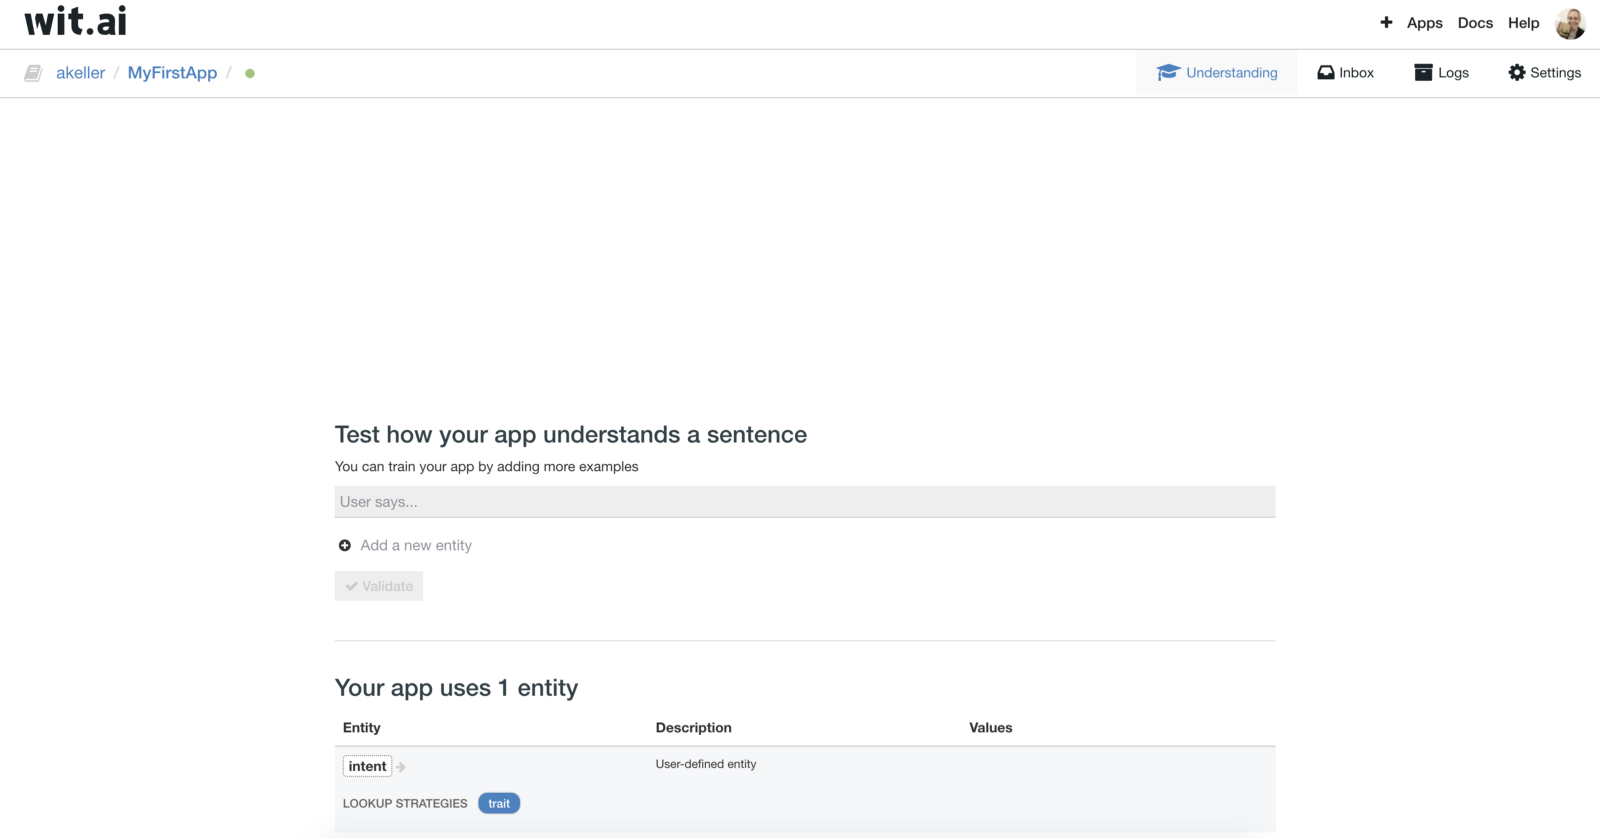 wit.ai
+ Apps Docs Help
akeller / MyFirstApp /
Understanding Inbox Logs Settings
Test how your app understands a sentence
You can train your app by adding more examples
User says...
Add a new entity
Validate
Your app uses 1 entity
Entity Description Values
intent User-defined entity
LOOKUP STRATEGIES trait